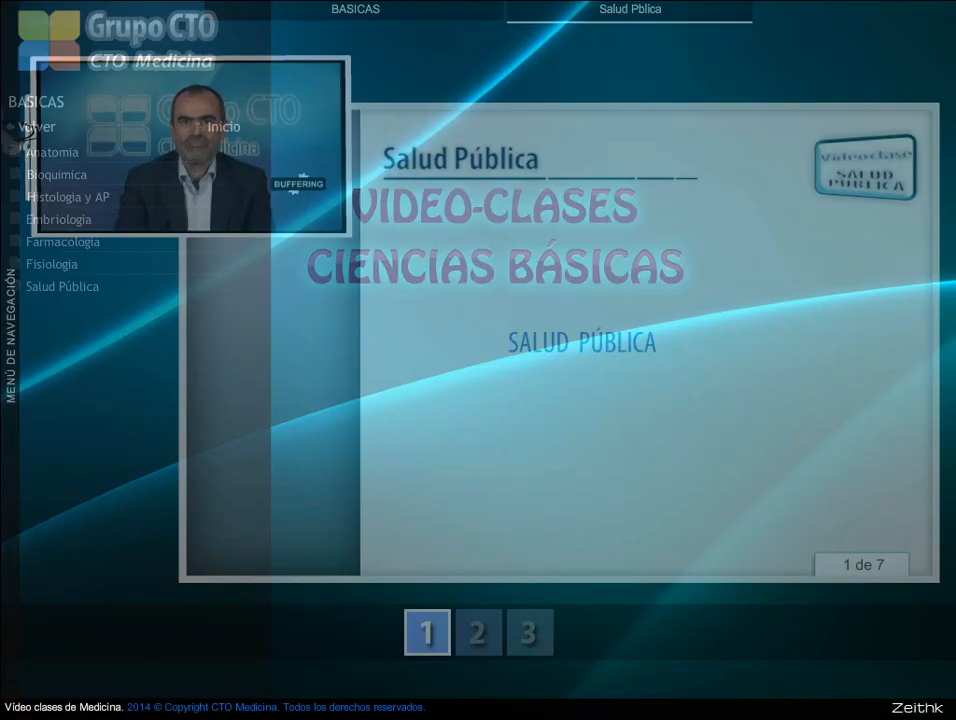 BASICAS
Salud Pblica
Grupo CTO
CTO Medicina
BASICAS
Volver
Inicio
Anatomia
Bioquimica
Histologia y AP
Embriologia
Farmacologia
Fisiologia
Salud Pública
MENÚ DE NAVEGACIÓN
Grupo CTO
BUFFERING
Salud Pública
Videoclase
SALUD
PÚBLICA
VIDEO-CLASES
CIENCIAS BÁSICAS
SALUD PÚBLICA
1 de 7
1 2 3
Vídeo clases de Medicina. 2014 © Copyright CTO Medicina. Todos los derechos reservados.
Zeithk